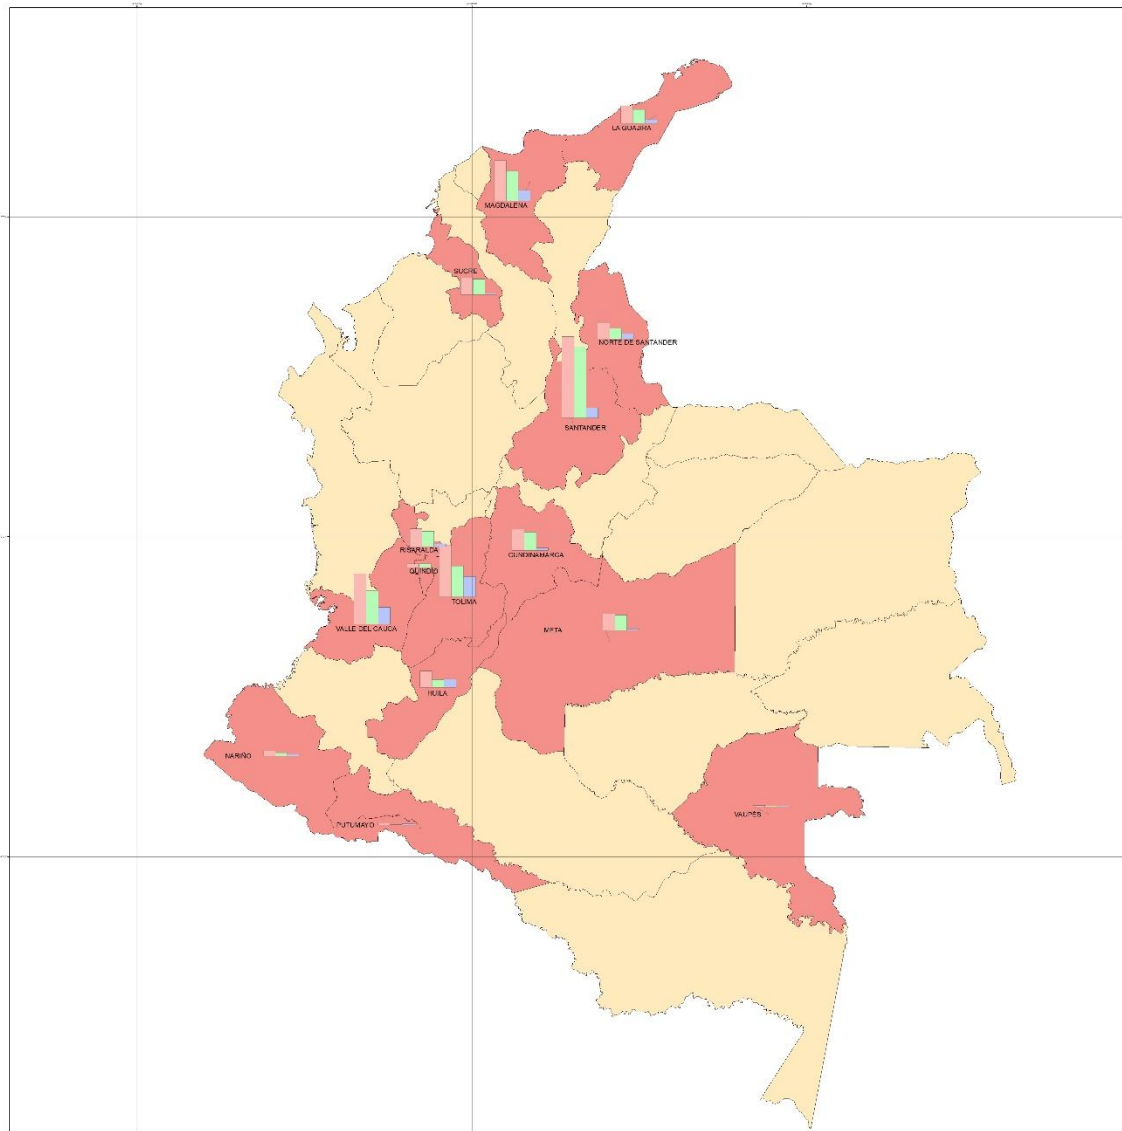 LA GUAJIRA
MAGDALENA
SUCRE
NORTE DE SANTANDER
SANTANDER
RISARALDA
CUNDINAMARCA
QUINDIO
TOLIMA
VALLE DEL CAUCA
META
HUILA
NARIÑO
VAUPÉS
PUTUMAYO